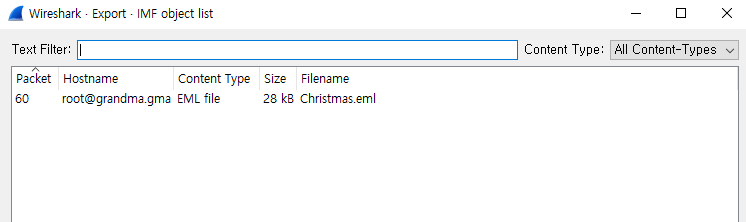 Wireshark · Export · IMF object list
Text Filter: Content Type: All Content-Types
Packet Hostname Content Type Size Filename
60 root@grandma.gma EML file 28 kB Christmas.eml